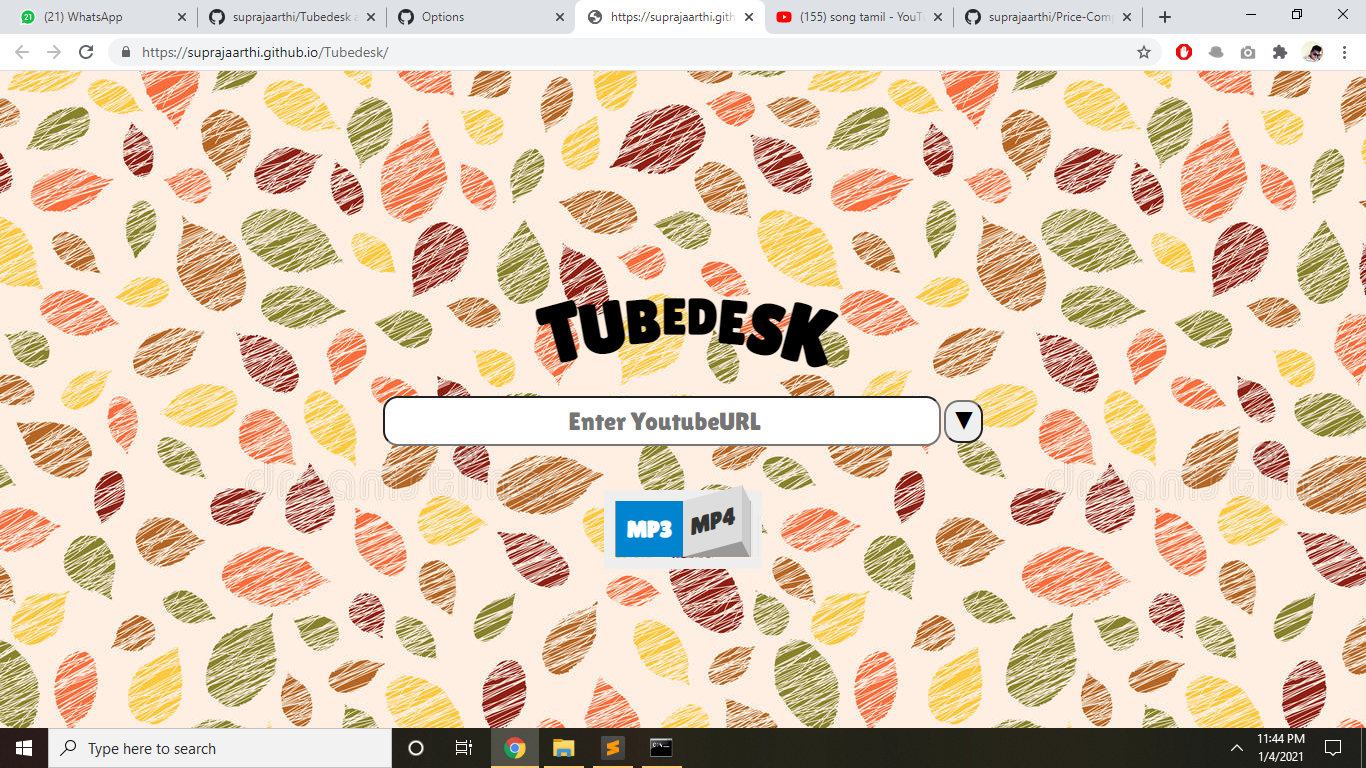 (21) WhatsApp
suprajaarthi/Tubedesk a
Options
https://suprajaarthi.gith
(155) song tamil - YouT
suprajaarthi/Price-Comp
https://suprajaarthi.github.io/Tubedesk/
TUBEDESK
Enter YoutubeURL
▼
MP3
MP4
Type here to search
11:44 PM
1/4/2021